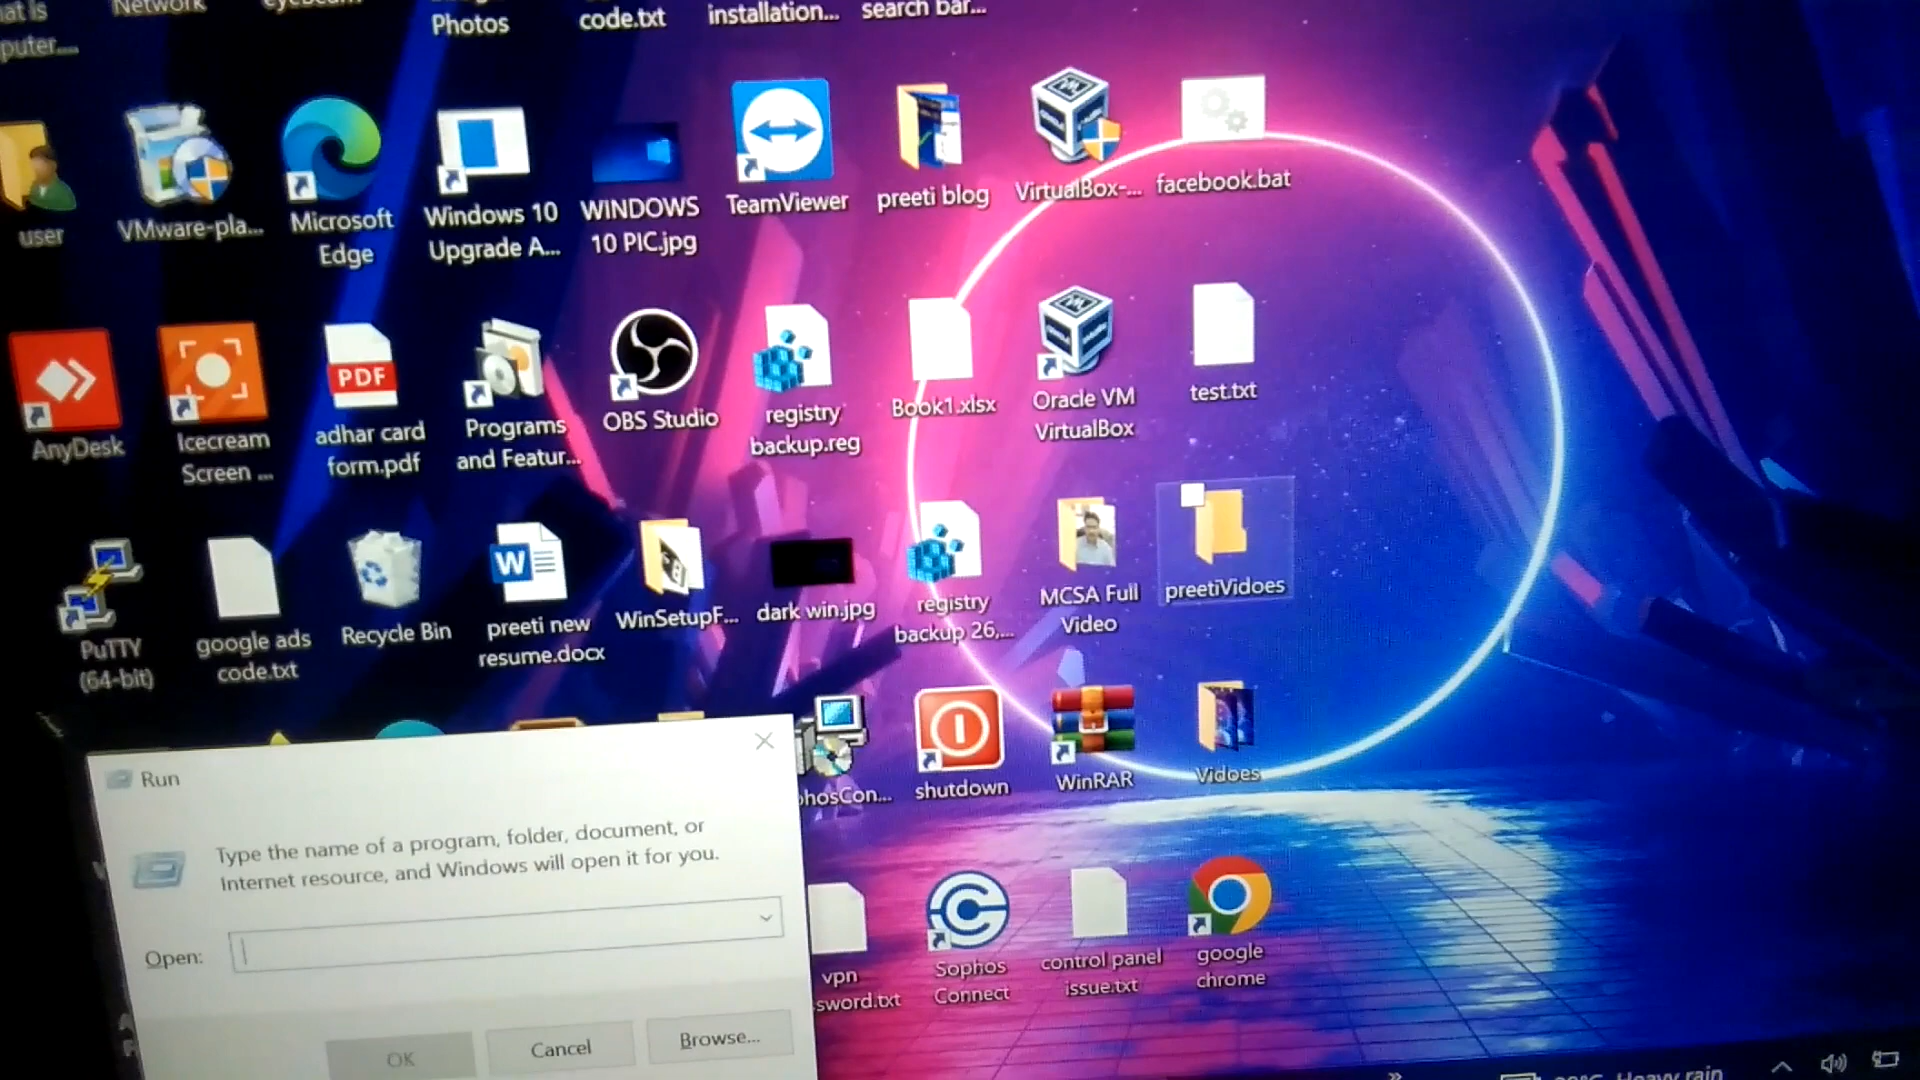 Network
Photos
code.txt
installation...
search bar...
user
VMware-pla...
Microsoft
Edge
Windows 10
Upgrade A...
WINDOWS
10 PIC.jpg
TeamViewer
preeti blog
VirtualBox-...
facebook.bat
AnyDesk
Icecream
Screen ...
PDF
adhar card
form.pdf
Programs
and Featur...
OBS Studio
registry
backup.reg
Book1.xlsx
Oracle VM
VirtualBox
test.txt
PuTTY
(64-bit)
google ads
code.txt
Recycle Bin
W
preeti new
resume.docx
WinSetupF...
dark win.jpg
registry
backup 26,...
MCSA Full
Video
preetiVidoes
phosCon...
shutdown
WinRAR
Vidoes
Run
Type the name of a program, folder, document, or
Internet resource, and Windows will open it for you.
Open:
OK
Cancel
Browse...
vpn
sword.txt
Sophos
Connect
control panel
issue.txt
google
chrome
Heavy rain